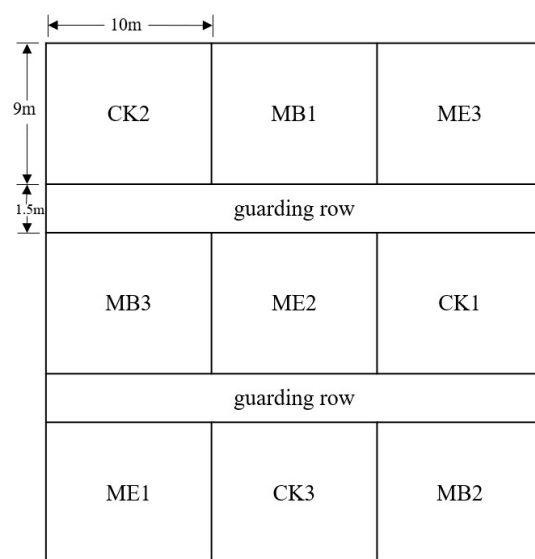 10m
9m
CK2 MB1 ME3
1.5m
guarding row
MB3 ME2 CK1
guarding row
ME1 CK3 MB2